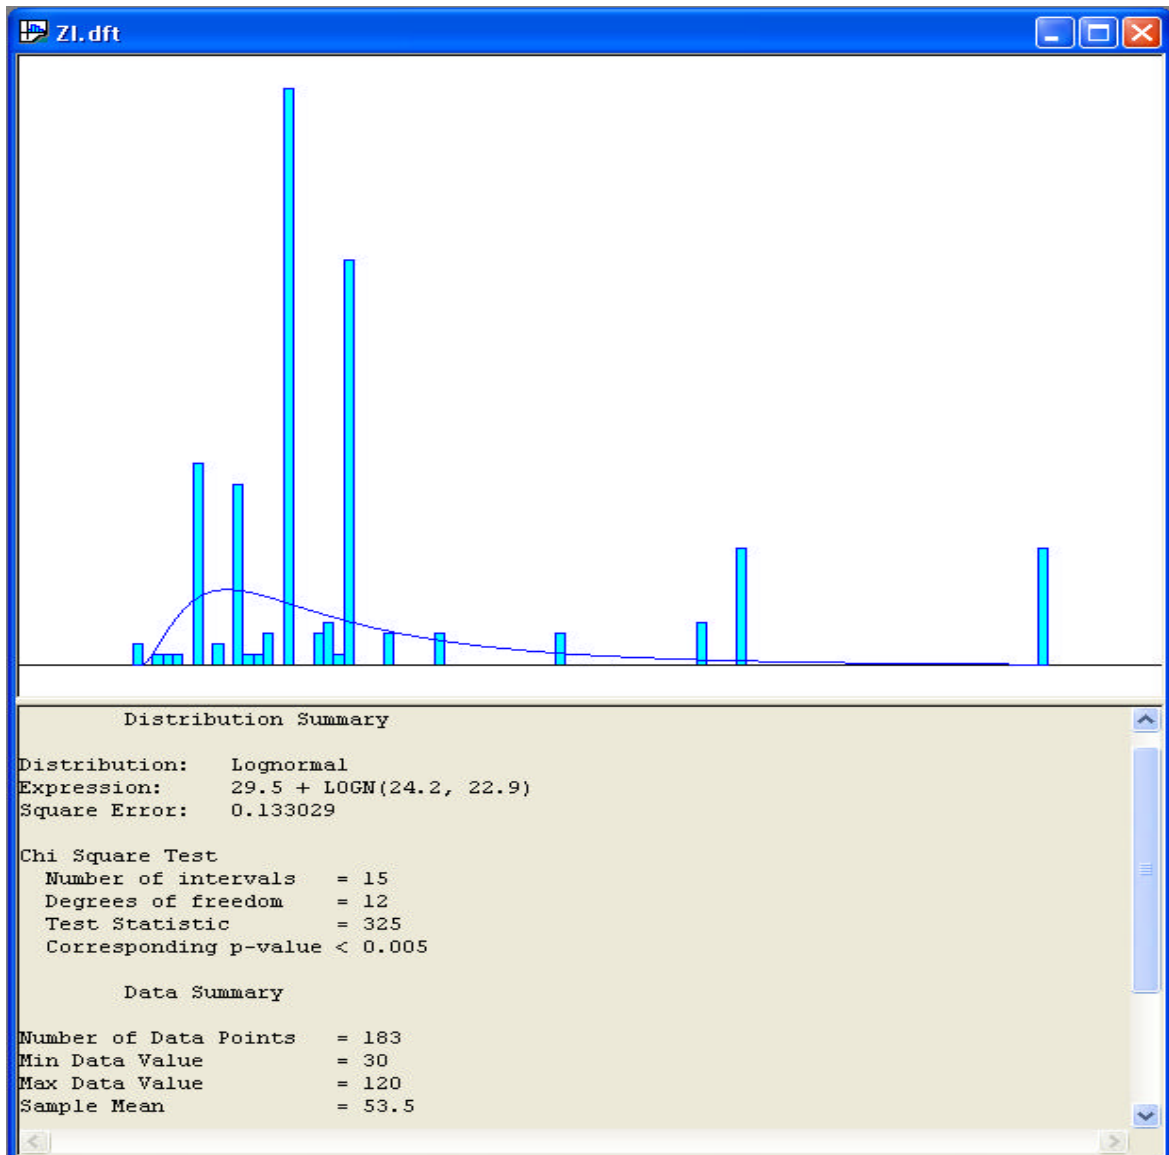 ZI.dft
Distribution Summary
Distribution: Lognormal
Expression: 29.5 + LOGN(24.2, 22.9)
Square Error: 0.133029
Chi Square Test
Number of intervals = 15
Degrees of freedom = 12
Test Statistic = 325
Corresponding p-value < 0.005
Data Summary
Number of Data Points = 183
Min Data Value = 30
Max Data Value = 120
Sample Mean = 53.5